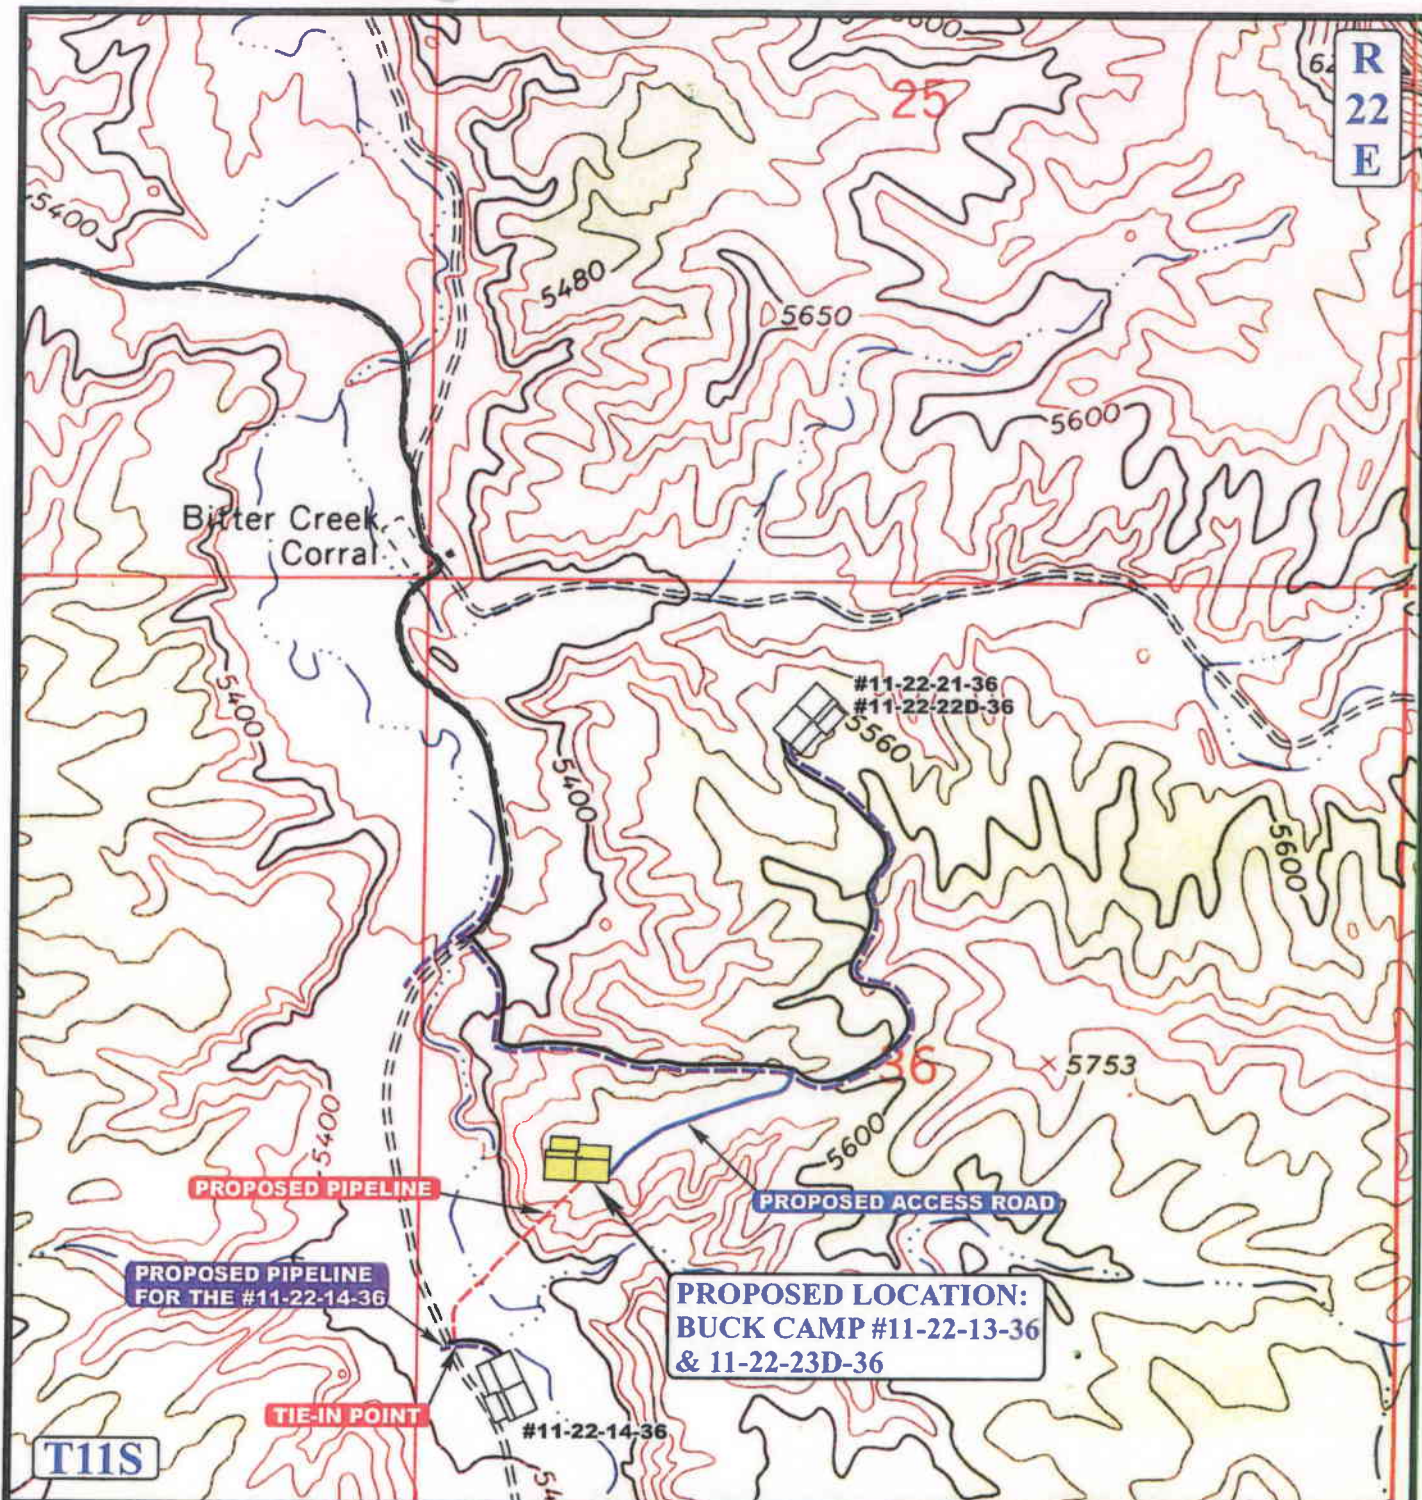 R
22
E
25
5400
5480
5650
5600
Bitter Creek
Corral
5400
#11-22-21-36
#11-22-22D-36
5560
5400
5600
36
5753
5400
5600
PROPOSED PIPELINE
PROPOSED ACCESS ROAD
PROPOSED PIPELINE
FOR THE #11-22-14-36
PROPOSED LOCATION:
BUCK CAMP #11-22-13-36
& 11-22-23D-36
TIE-IN POINT
#11-22-14-36
T11S